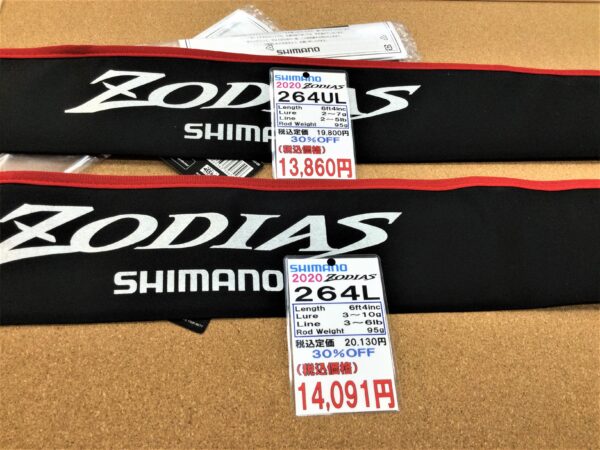 SHIMANO
ZODIAS
SHIMANO
SHIMANO
2020 ZODIAS
264UL
Length 6ft4inc
Lure 2～7g
Line 2～5lb
Rod Weight 95g
税込定価 19,800円
30%OFF
(税込価格)
13,860円
ZODIAS
SHIMANO
SHIMANO
2020 ZODIAS
264L
Length 6ft4inc
Lure 3～10g
Line 3～6lb
Rod Weight 95g
税込定価 20,130円
30%OFF
(税込価格)
14,091円